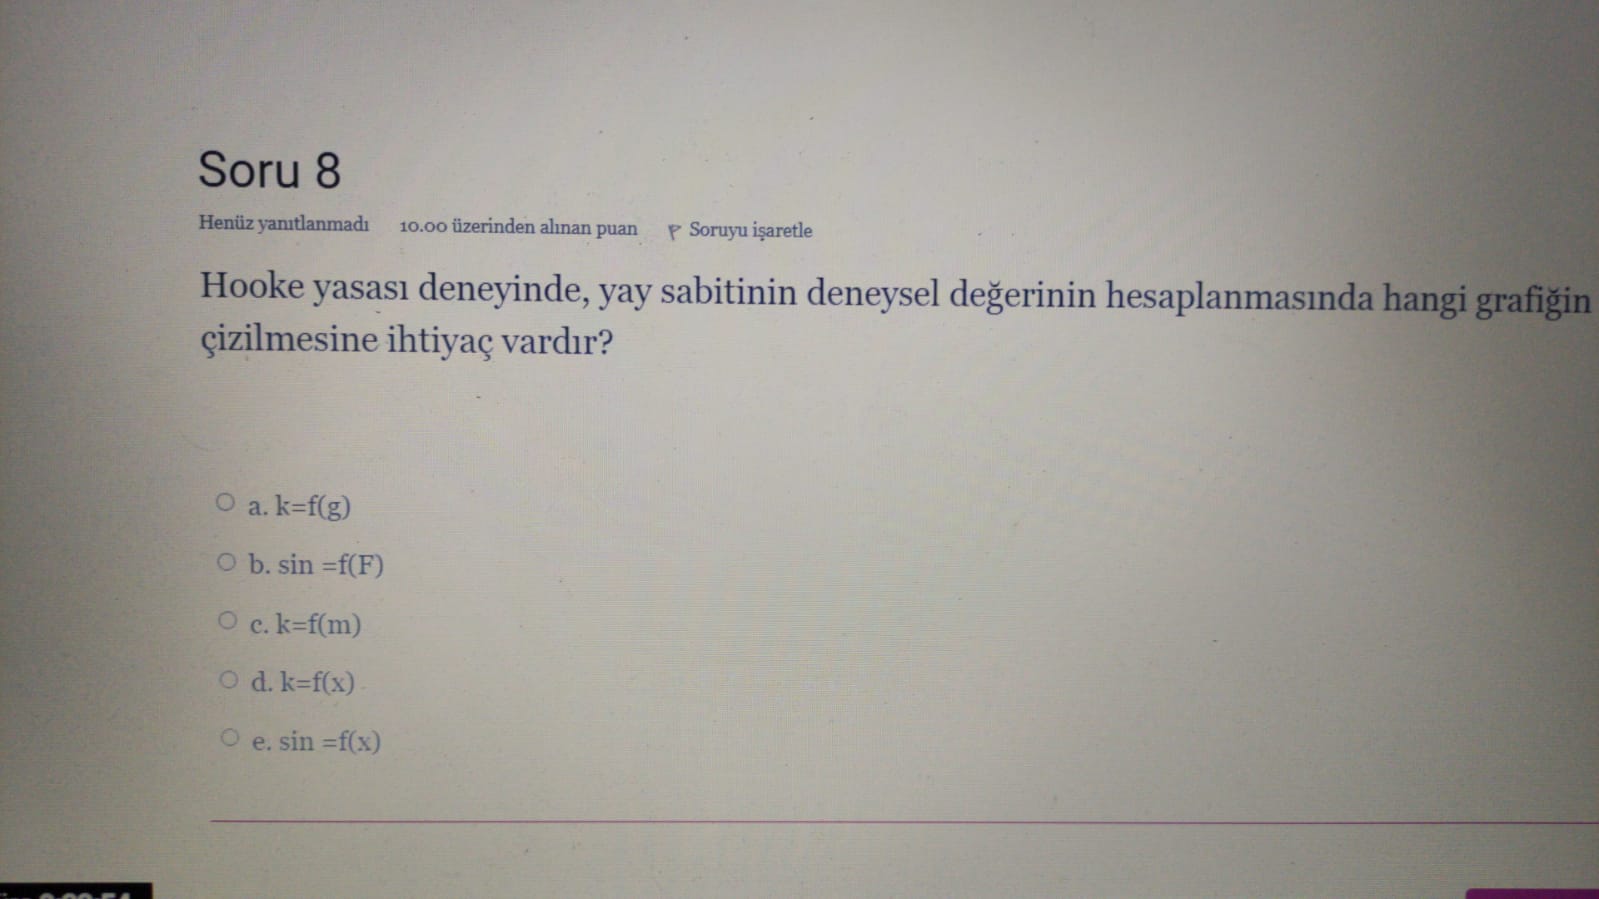 Soru 8
Henüz yanıtlanmadı 10.00 üzerinden alınan puan Soruyu işaretle
Hooke yasası deneyinde, yay sabitinin deneysel değerinin hesaplanmasında hangi grafiğin
çizilmesine ihtiyaç vardır?
a. k=f(g)
b. sin =f(F)
c. k=f(m)
d. k=f(x)
e. sin =f(x)